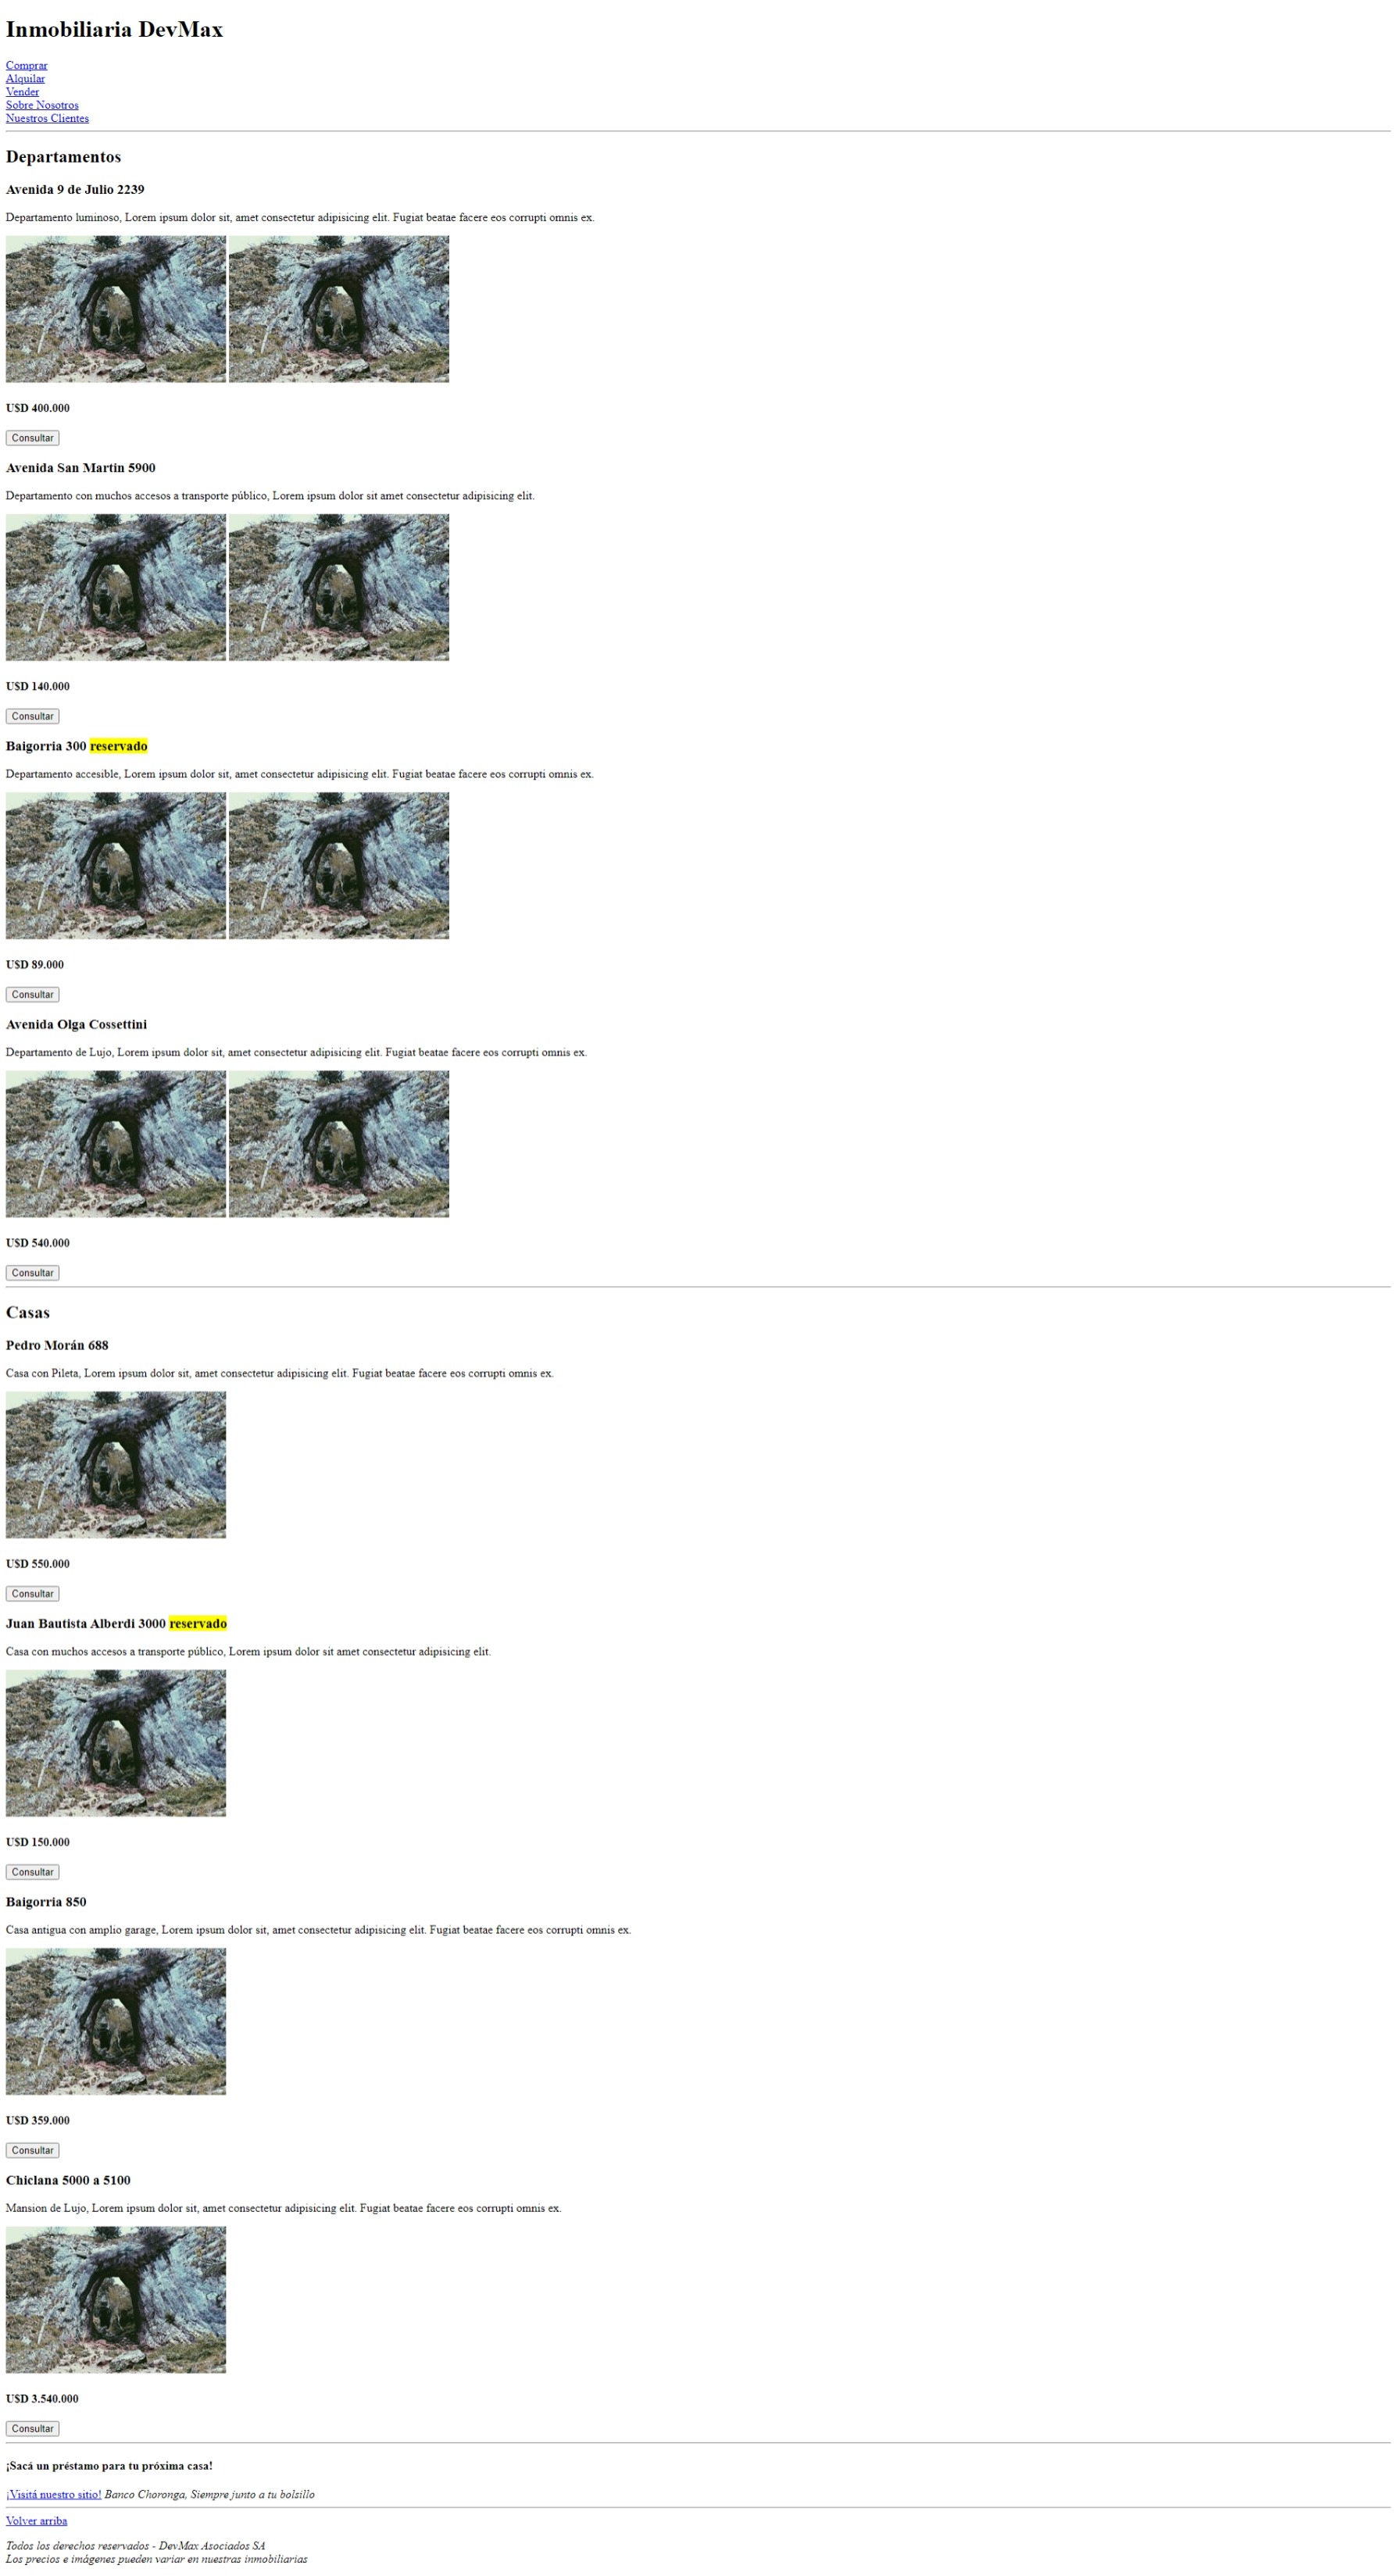 Inmobiliaria DevMax
Comprar
Alquilar
Vender
Sobre Nosotros
Nuestros Clientes
Departamentos
Avenida 9 de Julio 2239
Departamento luminoso, Lorem ipsum dolor sit, amet consectetur adipisicing elit. Fugiat beatae facere eos corrupti omnis ex.
U$D 400.000
Consultar
Avenida San Martin 5900
Departamento con muchos accesos a transporte público, Lorem ipsum dolor sit amet consectetur adipisicing elit.
U$D 140.000
Consultar
Baigorria 300 reservado
Departamento accesible, Lorem ipsum dolor sit, amet consectetur adipisicing elit. Fugiat beatae facere eos corrupti omnis ex.
U$D 89.000
Consultar
Avenida Olga Cossettini
Departamento de Lujo, Lorem ipsum dolor sit, amet consectetur adipisicing elit. Fugiat beatae facere eos corrupti omnis ex.
U$D 540.000
Consultar
Casas
Pedro Morán 688
Casa con Pileta, Lorem ipsum dolor sit, amet consectetur adipisicing elit. Fugiat beatae facere eos corrupti omnis ex.
U$D 550.000
Consultar
Juan Bautista Alberdi 3000 reservado
Casa con muchos accesos a transporte público, Lorem ipsum dolor sit amet consectetur adipisicing elit.
U$D 150.000
Consultar
Baigorria 850
Casa antigua con amplio garage, Lorem ipsum dolor sit, amet consectetur adipisicing elit. Fugiat beatae facere eos corrupti omnis ex.
U$D 359.000
Consultar
Chiclana 5000 a 5100
Mansion de Lujo, Lorem ipsum dolor sit, amet consectetur adipisicing elit. Fugiat beatae facere eos corrupti omnis ex.
U$D 3.540.000
Consultar
¡Sacá un préstamo para tu próxima casa!
¡Visitá nuestro sitio! Banco Choronga, Siempre junto a tu bolsillo
Volver arriba
Todos los derechos reservados - DevMax Asociados SA
Los precios e imágenes pueden variar en nuestras inmobiliarias